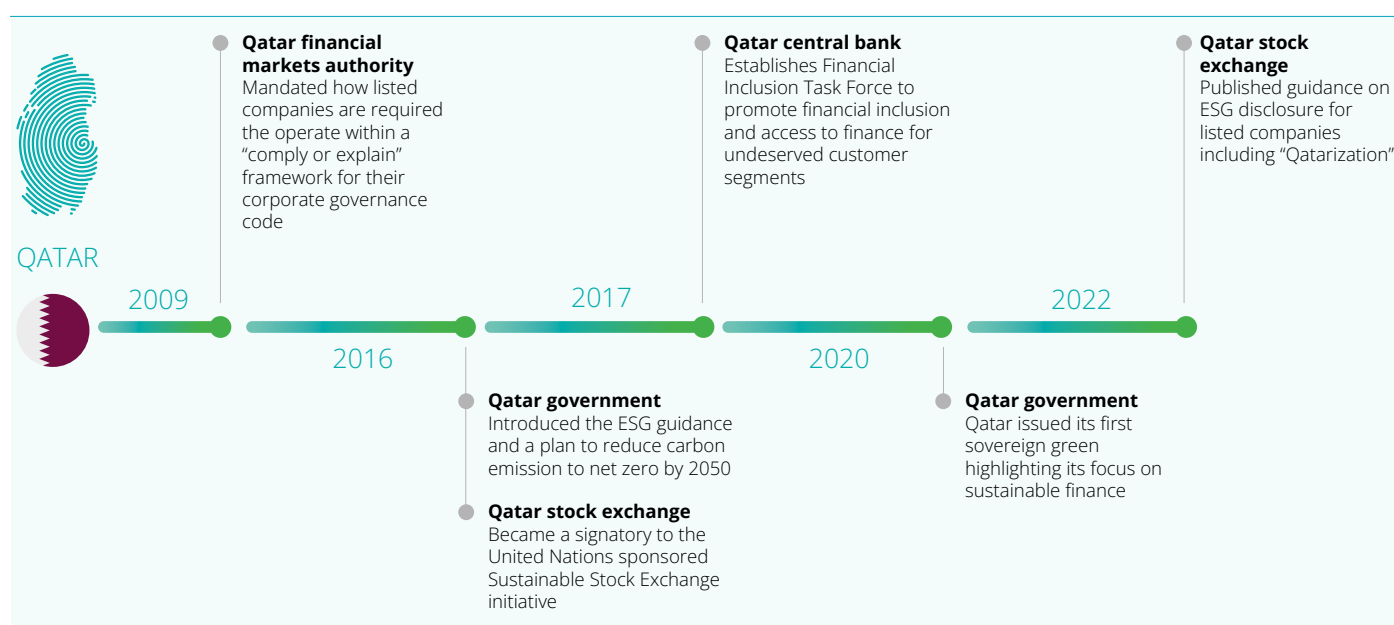 QATAR
2009
Qatar financial
markets authority
Mandated how listed
companies are required
the operate within a
“comply or explain”
framework for their
corporate governance
code
2016
Qatar government
Introduced the ESG guidance
and a plan to reduce carbon
emission to net zero by 2050
Qatar stock exchange
Became a signatory to the
United Nations sponsored
Sustainable Stock Exchange
initiative
2017
Qatar central bank
Establishes Financial
Inclusion Task Force to
promote financial inclusion
and access to finance for
undeserved customer
segments
2020
Qatar government
Qatar issued its first
sovereign green
highlighting its focus on
sustainable finance
2022
Qatar stock
exchange
Published guidance on
ESG disclosure for
listed companies
including “Qatarization”